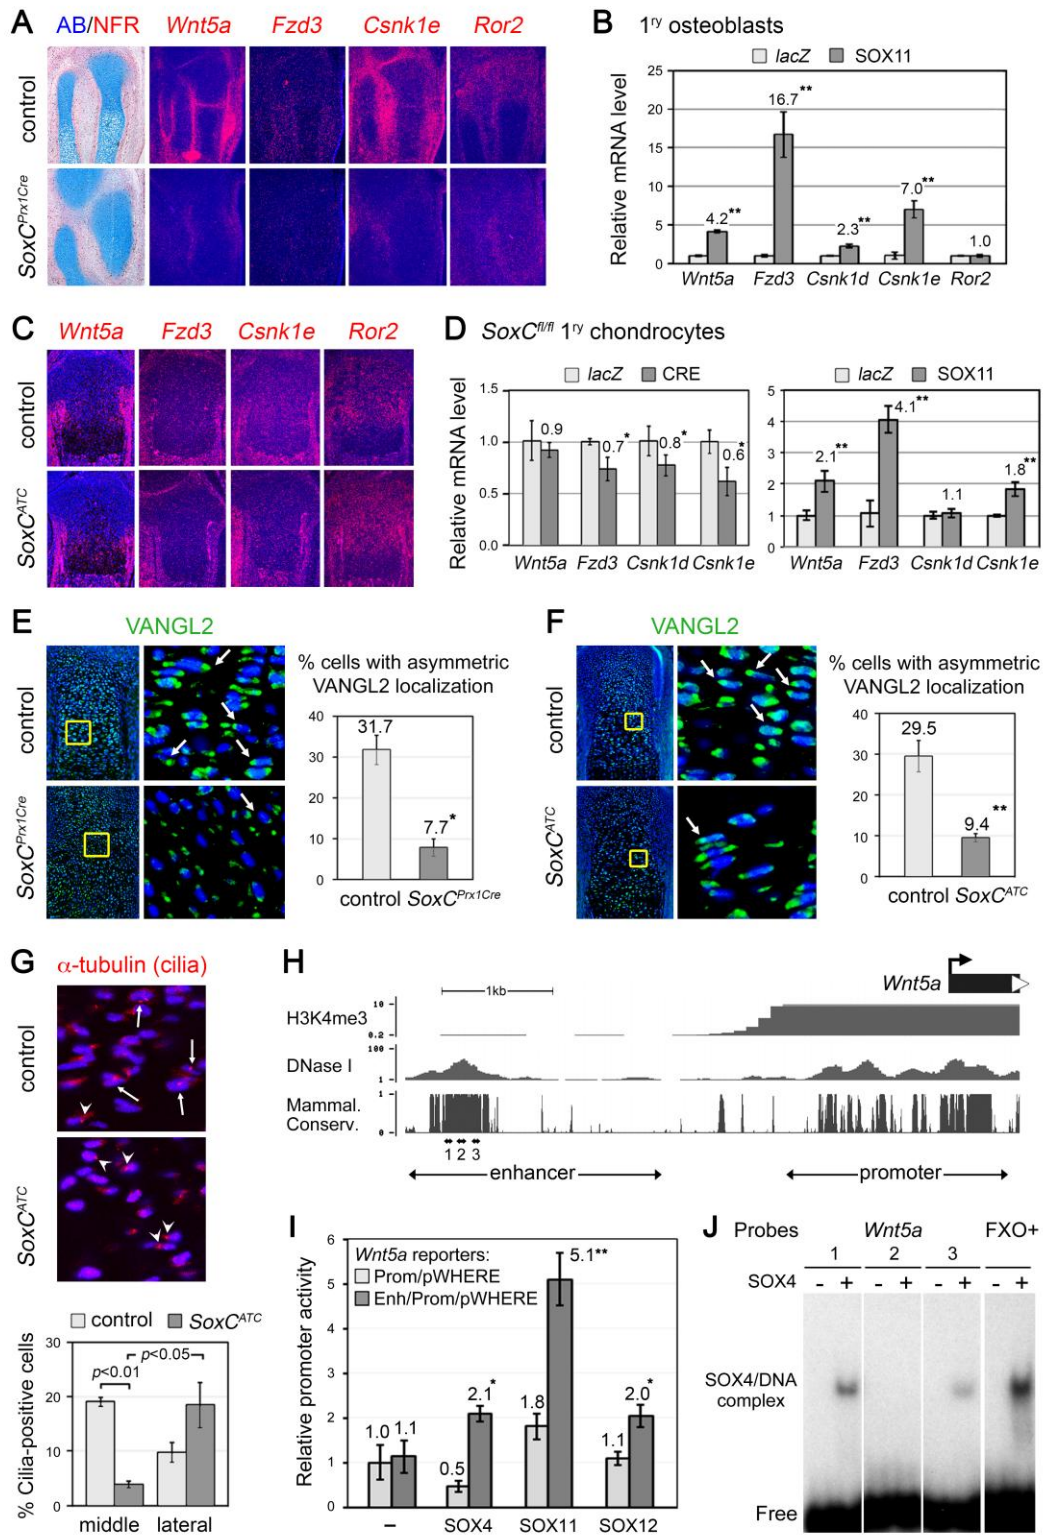 A
AB/NFR Wnt5a Fzd3 Csnk1e Ror2
control
SoxCPrx1Cre
B 1ry osteoblasts
lacZ SOX11
Relative mRNA level
25
20
15
10
5
0
4.2** 16.7** 2.3** 7.0** 1.0
Wnt5a Fzd3 Csnk1d Csnk1e Ror2
C
Wnt5a Fzd3 Csnk1e Ror2
control
SoxCATC
D SoxCfl/fl 1ry chondrocytes
lacZ CRE
Relative mRNA level
1.5
1.0
0.5
0.0
0.9 0.7* 0.8* 0.6*
Wnt5a Fzd3 Csnk1d Csnk1e
lacZ SOX11
5
4
3
2
1
0
2.1** 4.1** 1.1 1.8**
Wnt5a Fzd3 Csnk1d Csnk1e
E
VANGL2
control
SoxCPrx1Cre
% cells with asymmetric
VANGL2 localization
40
30
20
10
0
31.7 7.7*
control SoxCPrx1Cre
F
VANGL2
control
SoxCATC
% cells with asymmetric
VANGL2 localization
40
30
20
10
0
29.5 9.4**
control SoxCATC
G
α-tubulin (cilia)
control
SoxCATC
control SoxCATC
% Cilia-positive cells
30
20
10
0
p<0.01 p<0.05
middle lateral
H
Wnt5a
1kb
H3K4me3
10
0.2
DNase I
100
1
Mammal.
Conserv.
1
0
1 2 3
enhancer promoter
I
Relative promoter activity
6
5
4
3
2
1
0
Wnt5a reporters:
Prom/pWHERE
Enh/Prom/pWHERE
1.0 1.1 0.5 2.1* 1.8 5.1** 1.1 2.0*
– SOX4 SOX11 SOX12
J
Probes Wnt5a FXO+
1 2 3
SOX4 - + - + - + - +
SOX4/DNA
complex
Free